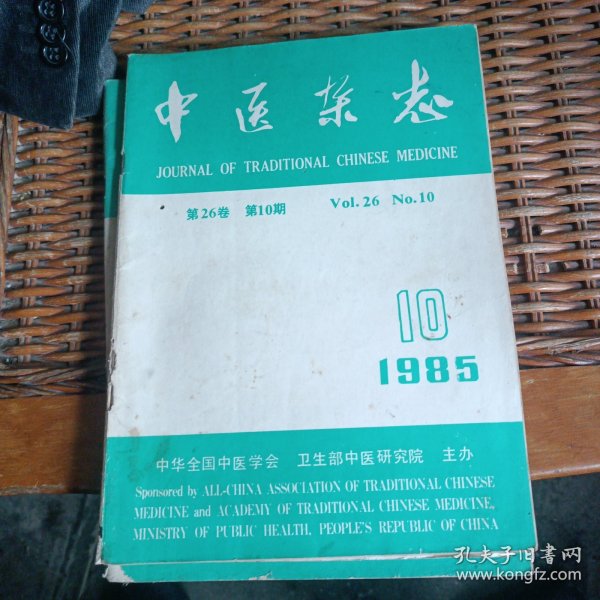 中医杂志
JOURNAL OF TRADITIONAL CHINESE MEDICINE
第26卷 第10期 Vol. 26 No. 10
10
1985
中华全国中医学会 卫生部中医研究院 主办
Sponsored by ALL-CHINA ASSOCIATION OF TRADITIONAL CHINESE
MEDICINE and ACADEMY OF TRADITIONAL CHINESE MEDICINE,
MINISTRY OF PUBLIC HEALTH, PEOPLE'S REPUBLIC OF CHINA
孔夫子旧书网
www.kongfz.com